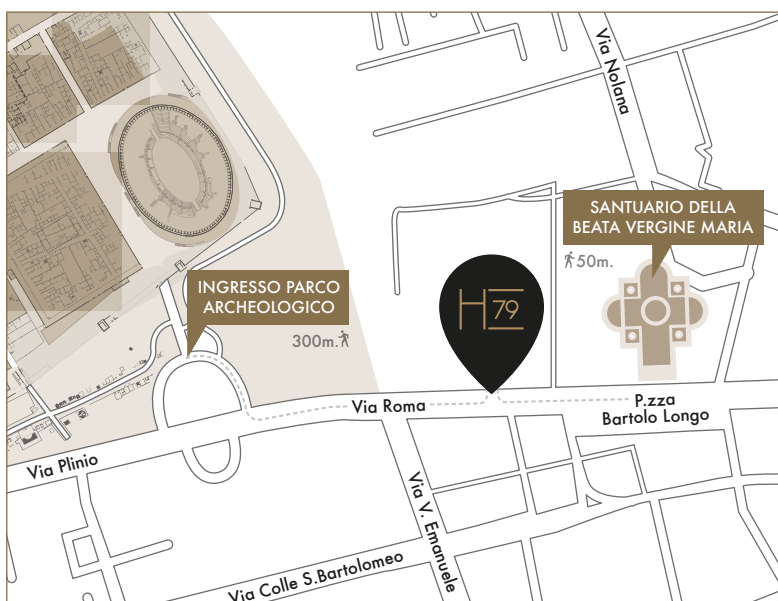 Via Nolana
SANTUARIO DELLA
BEATA VERGINE MARIA
50m.
INGRESSO PARCO
ARCHEOLOGICO
300m.
H79
Via Roma
P.zza
Bartolo Longo
Via Plinio
Via V. Emanuele
Via Colle S.Bartolomeo